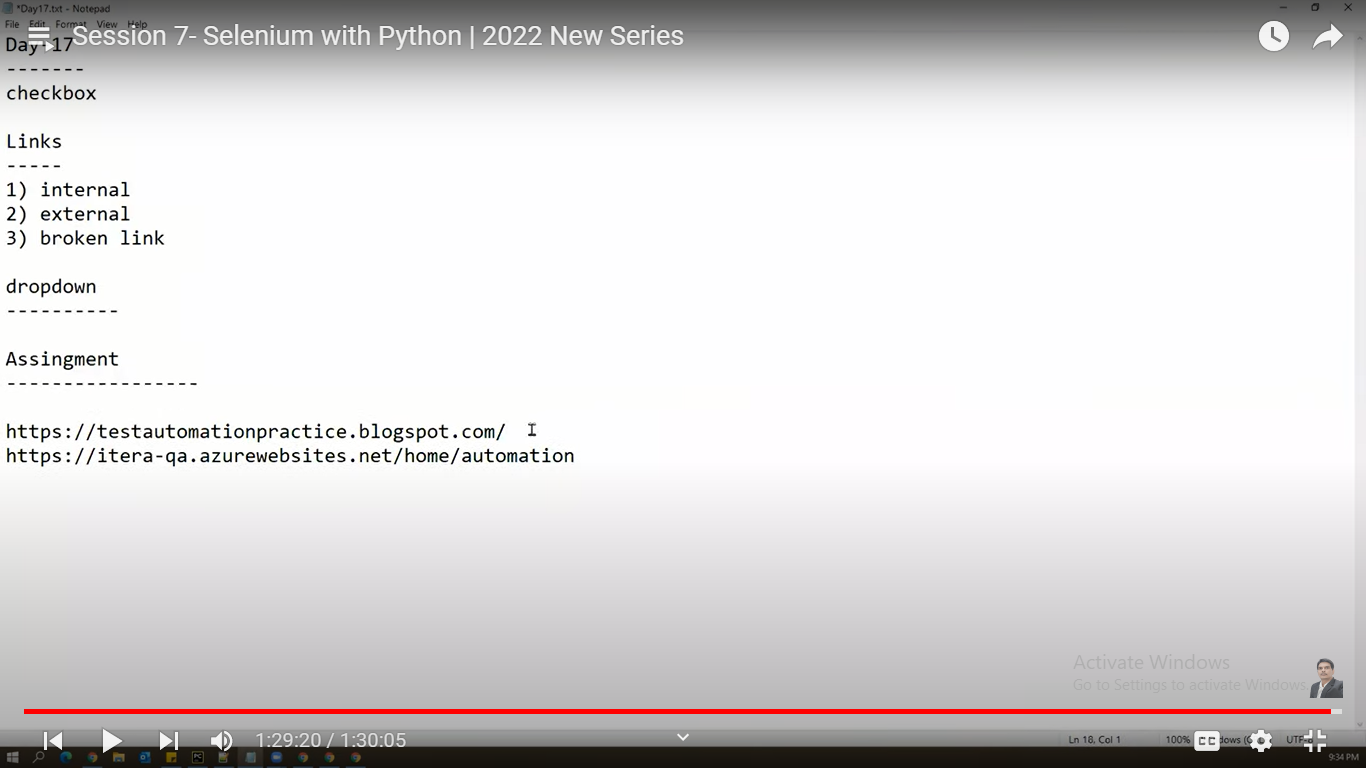 *Day17.txt - Notepad
File Edit Format View Help
Session 7- Selenium with Python | 2022 New Series
Day-17
-------
checkbox
Links
-----
1) internal
2) external
3) broken link
dropdown
----------
Assingment
-----------------
https://testautomationpractice.blogspot.com/
https://itera-qa.azurewebsites.net/home/automation
Activate Windows
Go to Settings to activate Windows.
1:29:20 / 1:30:05
Ln 18, Col 1
100%
CC
9:34 PM